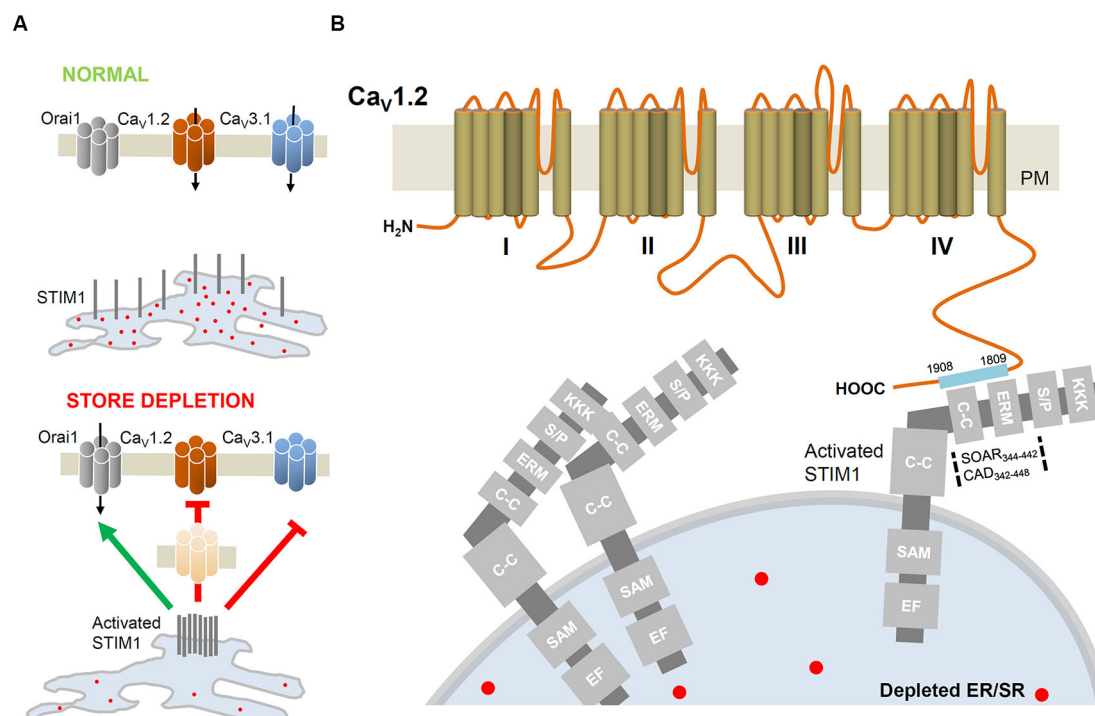 A
NORMAL
Orai1 CaV1.2 CaV3.1
STIM1
STORE DEPLETION
Orai1 CaV1.2 CaV3.1
Activated
STIM1
B
CaV1.2
PM
H2N
I II III IV
1908 1809
HOOC
C-C ERM S/P KKK
SOAR344-442
CAD342-448
Activated
STIM1
C-C
SAM
EF
KKK
S/P
ERM
C-C
C-C
SAM
EF
KKK
S/P
ERM
C-C
C-C
SAM
EF
Depleted ER/SR